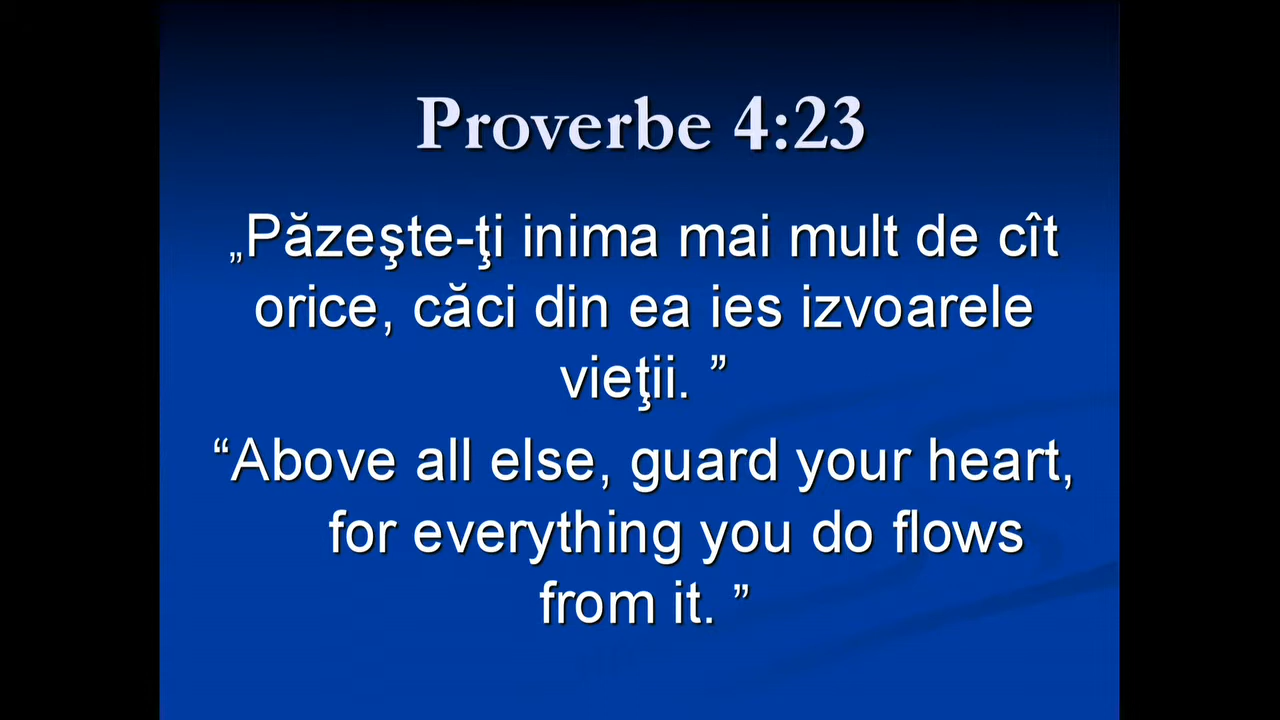 Proverbe 4:23
„Păzeşte-ţi inima mai mult de cît
orice, căci din ea ies izvoarele
vieţii. ”
“Above all else, guard your heart,
for everything you do flows
from it. ”